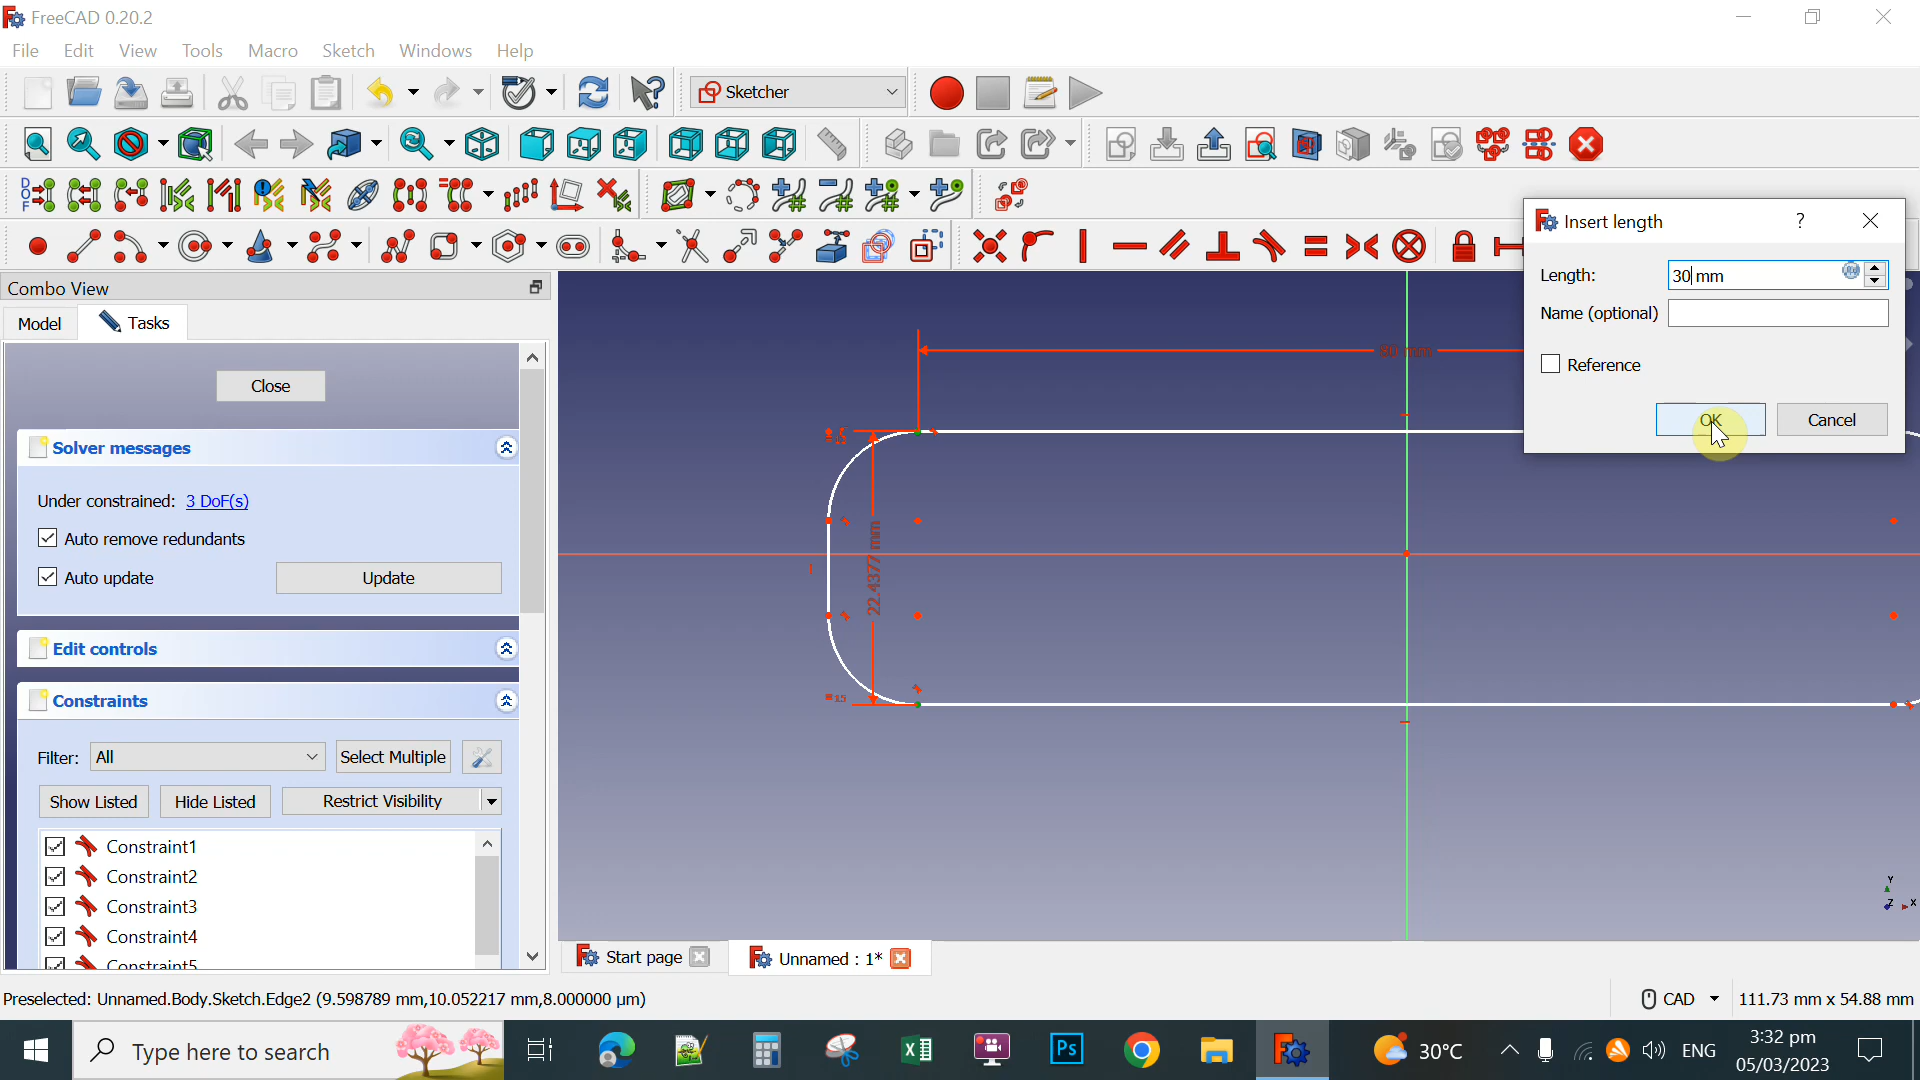 FreeCAD 0.20.2
File Edit View Tools Macro Sketch Windows Help
Sketcher
Insert length ?
Length: 30 mm
Name (optional)
Reference
OK Cancel
Combo View
Model Tasks
Close
Solver messages
Under constrained: 3 DoF(s)
Auto remove redundants
Auto update Update
Edit controls
Constraints
Filter: All Select Multiple
Show Listed Hide Listed Restrict Visibility
Constraint1
Constraint2
Constraint3
Constraint4
Constraint5
22.4377 mm
15
Y
Z X
Start page Unnamed : 1*
Preselected: Unnamed.Body.Sketch.Edge2 (9.598789 mm,10.052217 mm,8.000000 µm) CAD 111.73 mm x 54.88 mm
Type here to search
Ps
30°C ENG
3:32 pm
05/03/2023